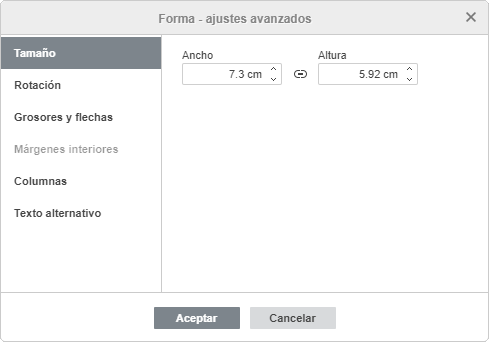 Forma - ajustes avanzados
Tamaño
Rotación
Grosores y flechas
Márgenes interiores
Columnas
Texto alternativo
Ancho
Altura
7.3 cm
5.92 cm
Aceptar
Cancelar